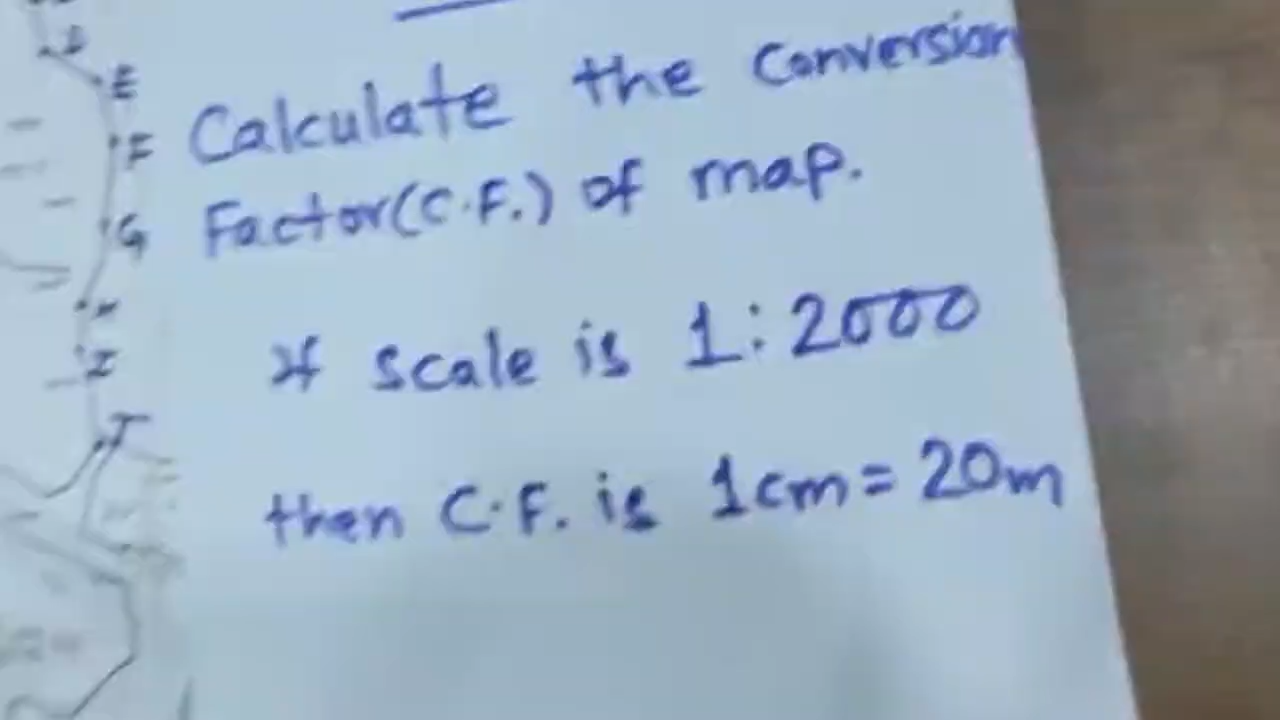 E
F
G
I
J
Calculate the Conversion
Factor(C.F.) of map.
If scale is 1:2000
then C.F. is 1cm = 20m